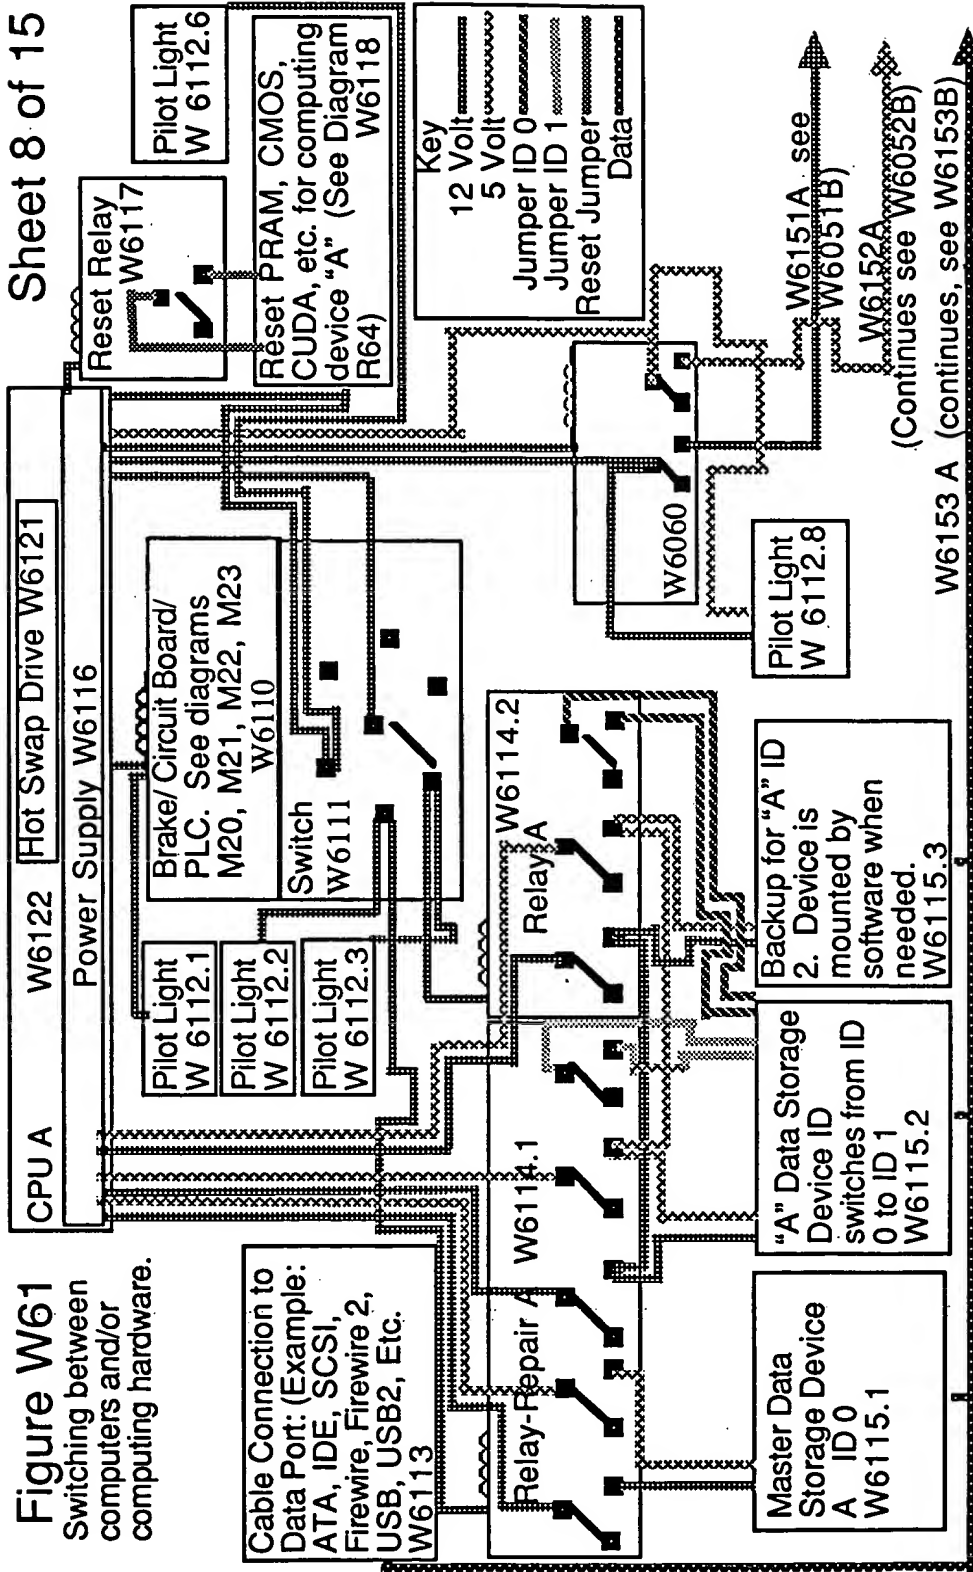 Sheet 8 of 15
Figure W61
Switching between
computers and/or
computing hardware.
CPU A
W6122
Hot Swap Drive W6121
Power Supply W6116
Reset Relay
W6117
Pilot Light
W 6112.6
Reset PRAM, CMOS,
CUDA, etc. for computing
device "A" (See Diagram
R64) W6118
Key
12 Volt
5 Volt
Jumper ID 0
Jumper ID 1
Reset Jumper
Data
Cable Connection to
Data Port: (Example:
ATA, IDE, SCSI,
Firewire, Firewire 2,
USB, USB2, Etc.
W6113
Pilot Light
W 6112.1
Pilot Light
W 6112.2
Pilot Light
W 6112.3
Brake/ Circuit Board/
PLC. See diagrams
M20, M21, M22, M23
W6110
Switch
W6111
Relay-Repair A
W6114.1
Relay A
W6114.2
W6060
Pilot Light
W 6112.8
W6151A see
W6051B)
W6152A
(Continues see W6052B)
W6153 A (continues, see W6153B)
Master Data
Storage Device
A ID 0
W6115.1
"A" Data Storage
Device ID
switches from ID
0 to ID 1
W6115.2
Backup for "A" ID
2. Device is
mounted by
software when
needed.
W6115.3